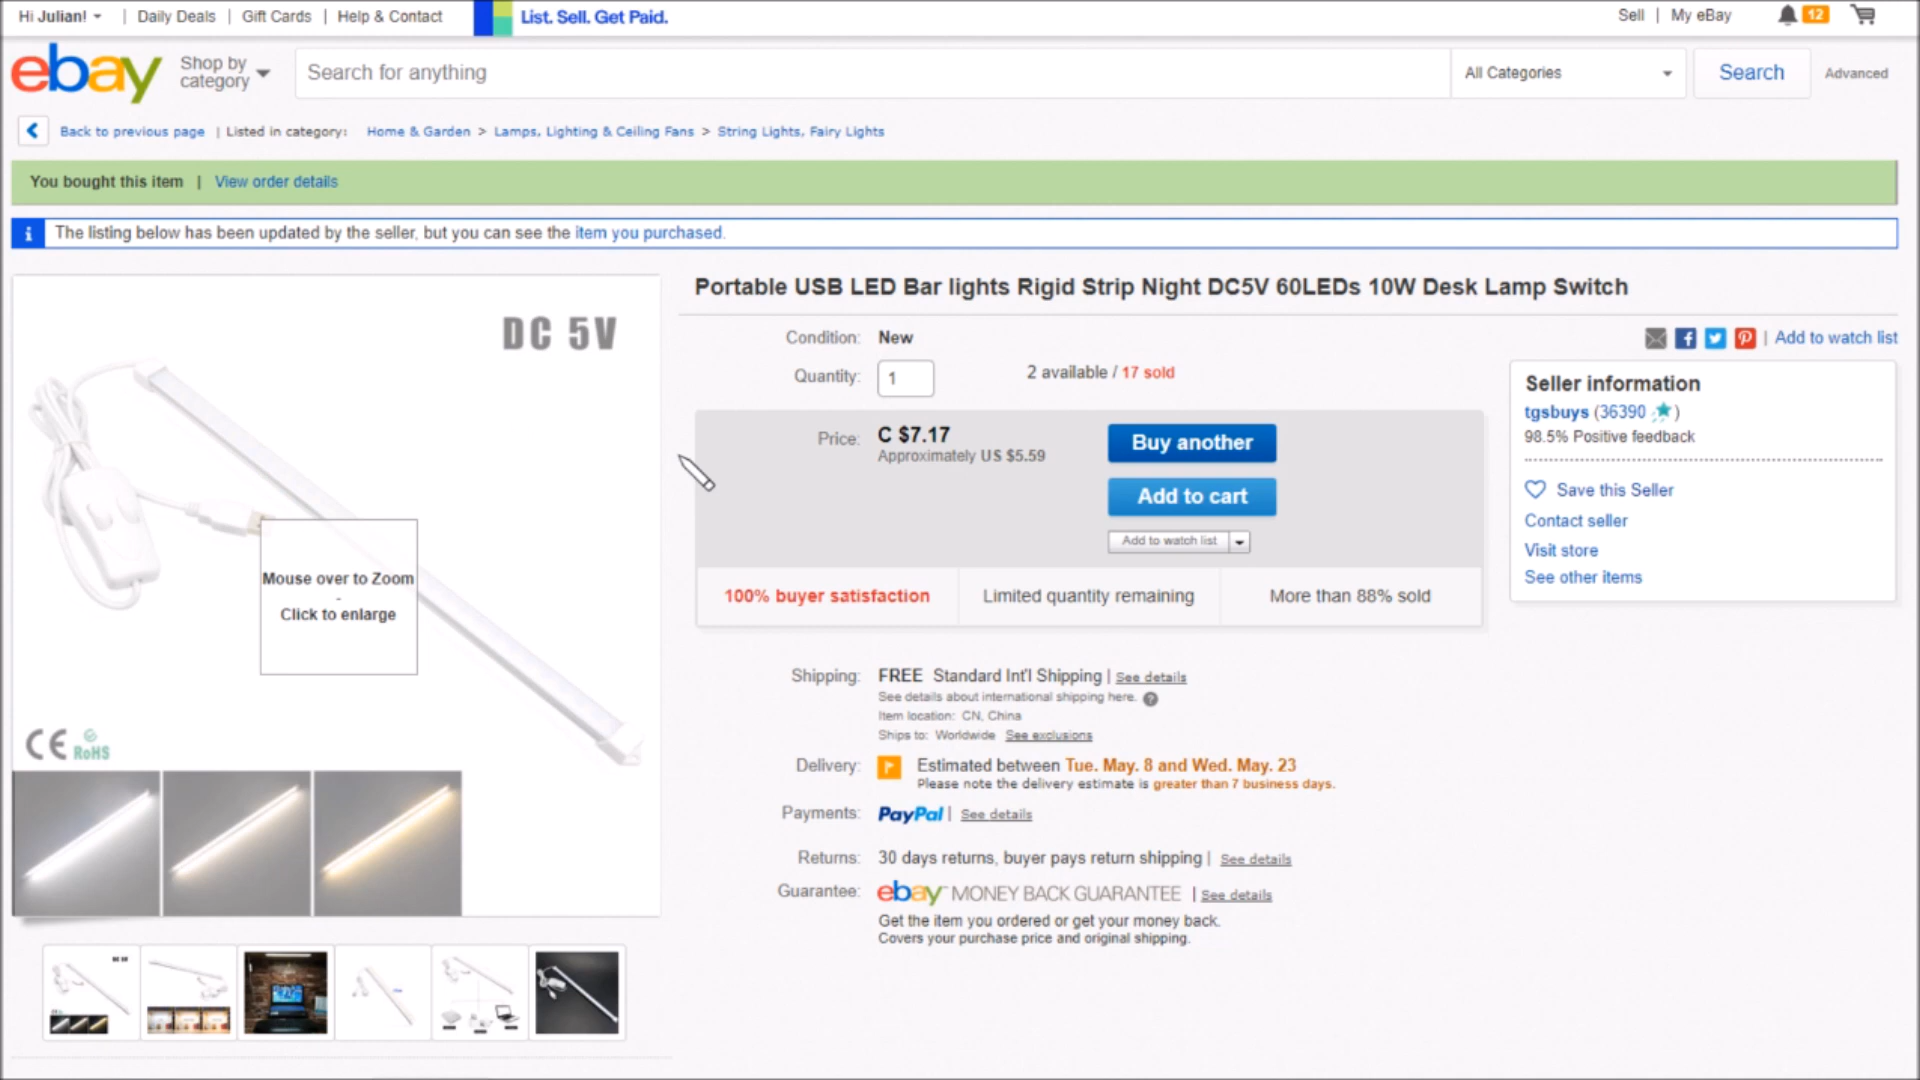 Hi Julian! | Daily Deals | Gift Cards | Help & Contact List. Sell. Get Paid. Sell | My eBay 12
ebay Shop by category Search for anything All Categories Search Advanced
Back to previous page | Listed in category: Home & Garden > Lamps, Lighting & Ceiling Fans > String Lights, Fairy Lights
You bought this item | View order details
i The listing below has been updated by the seller, but you can see the item you purchased.
DC 5V
Mouse over to Zoom
-
Click to enlarge
CE RoHS
Portable USB LED Bar lights Rigid Strip Night DC5V 60LEDs 10W Desk Lamp Switch
Condition: New
| Add to watch list
Quantity: 1 2 available / 17 sold
Price: C $7.17
Approximately US $5.59
Buy another
Add to cart
Add to watch list
100% buyer satisfaction Limited quantity remaining More than 88% sold
Seller information
tgsbuys (36390 )
98.5% Positive feedback
Save this Seller
Contact seller
Visit store
See other items
Shipping: FREE Standard Int'l Shipping | See details
See details about international shipping here. ?
Item location: CN, China
Ships to: Worldwide See exclusions
Delivery: Estimated between Tue. May. 8 and Wed. May. 23
Please note the delivery estimate is greater than 7 business days.
Payments: PayPal | See details
Returns: 30 days returns, buyer pays return shipping | See details
Guarantee: ebay MONEY BACK GUARANTEE | See details
Get the item you ordered or get your money back.
Covers your purchase price and original shipping.